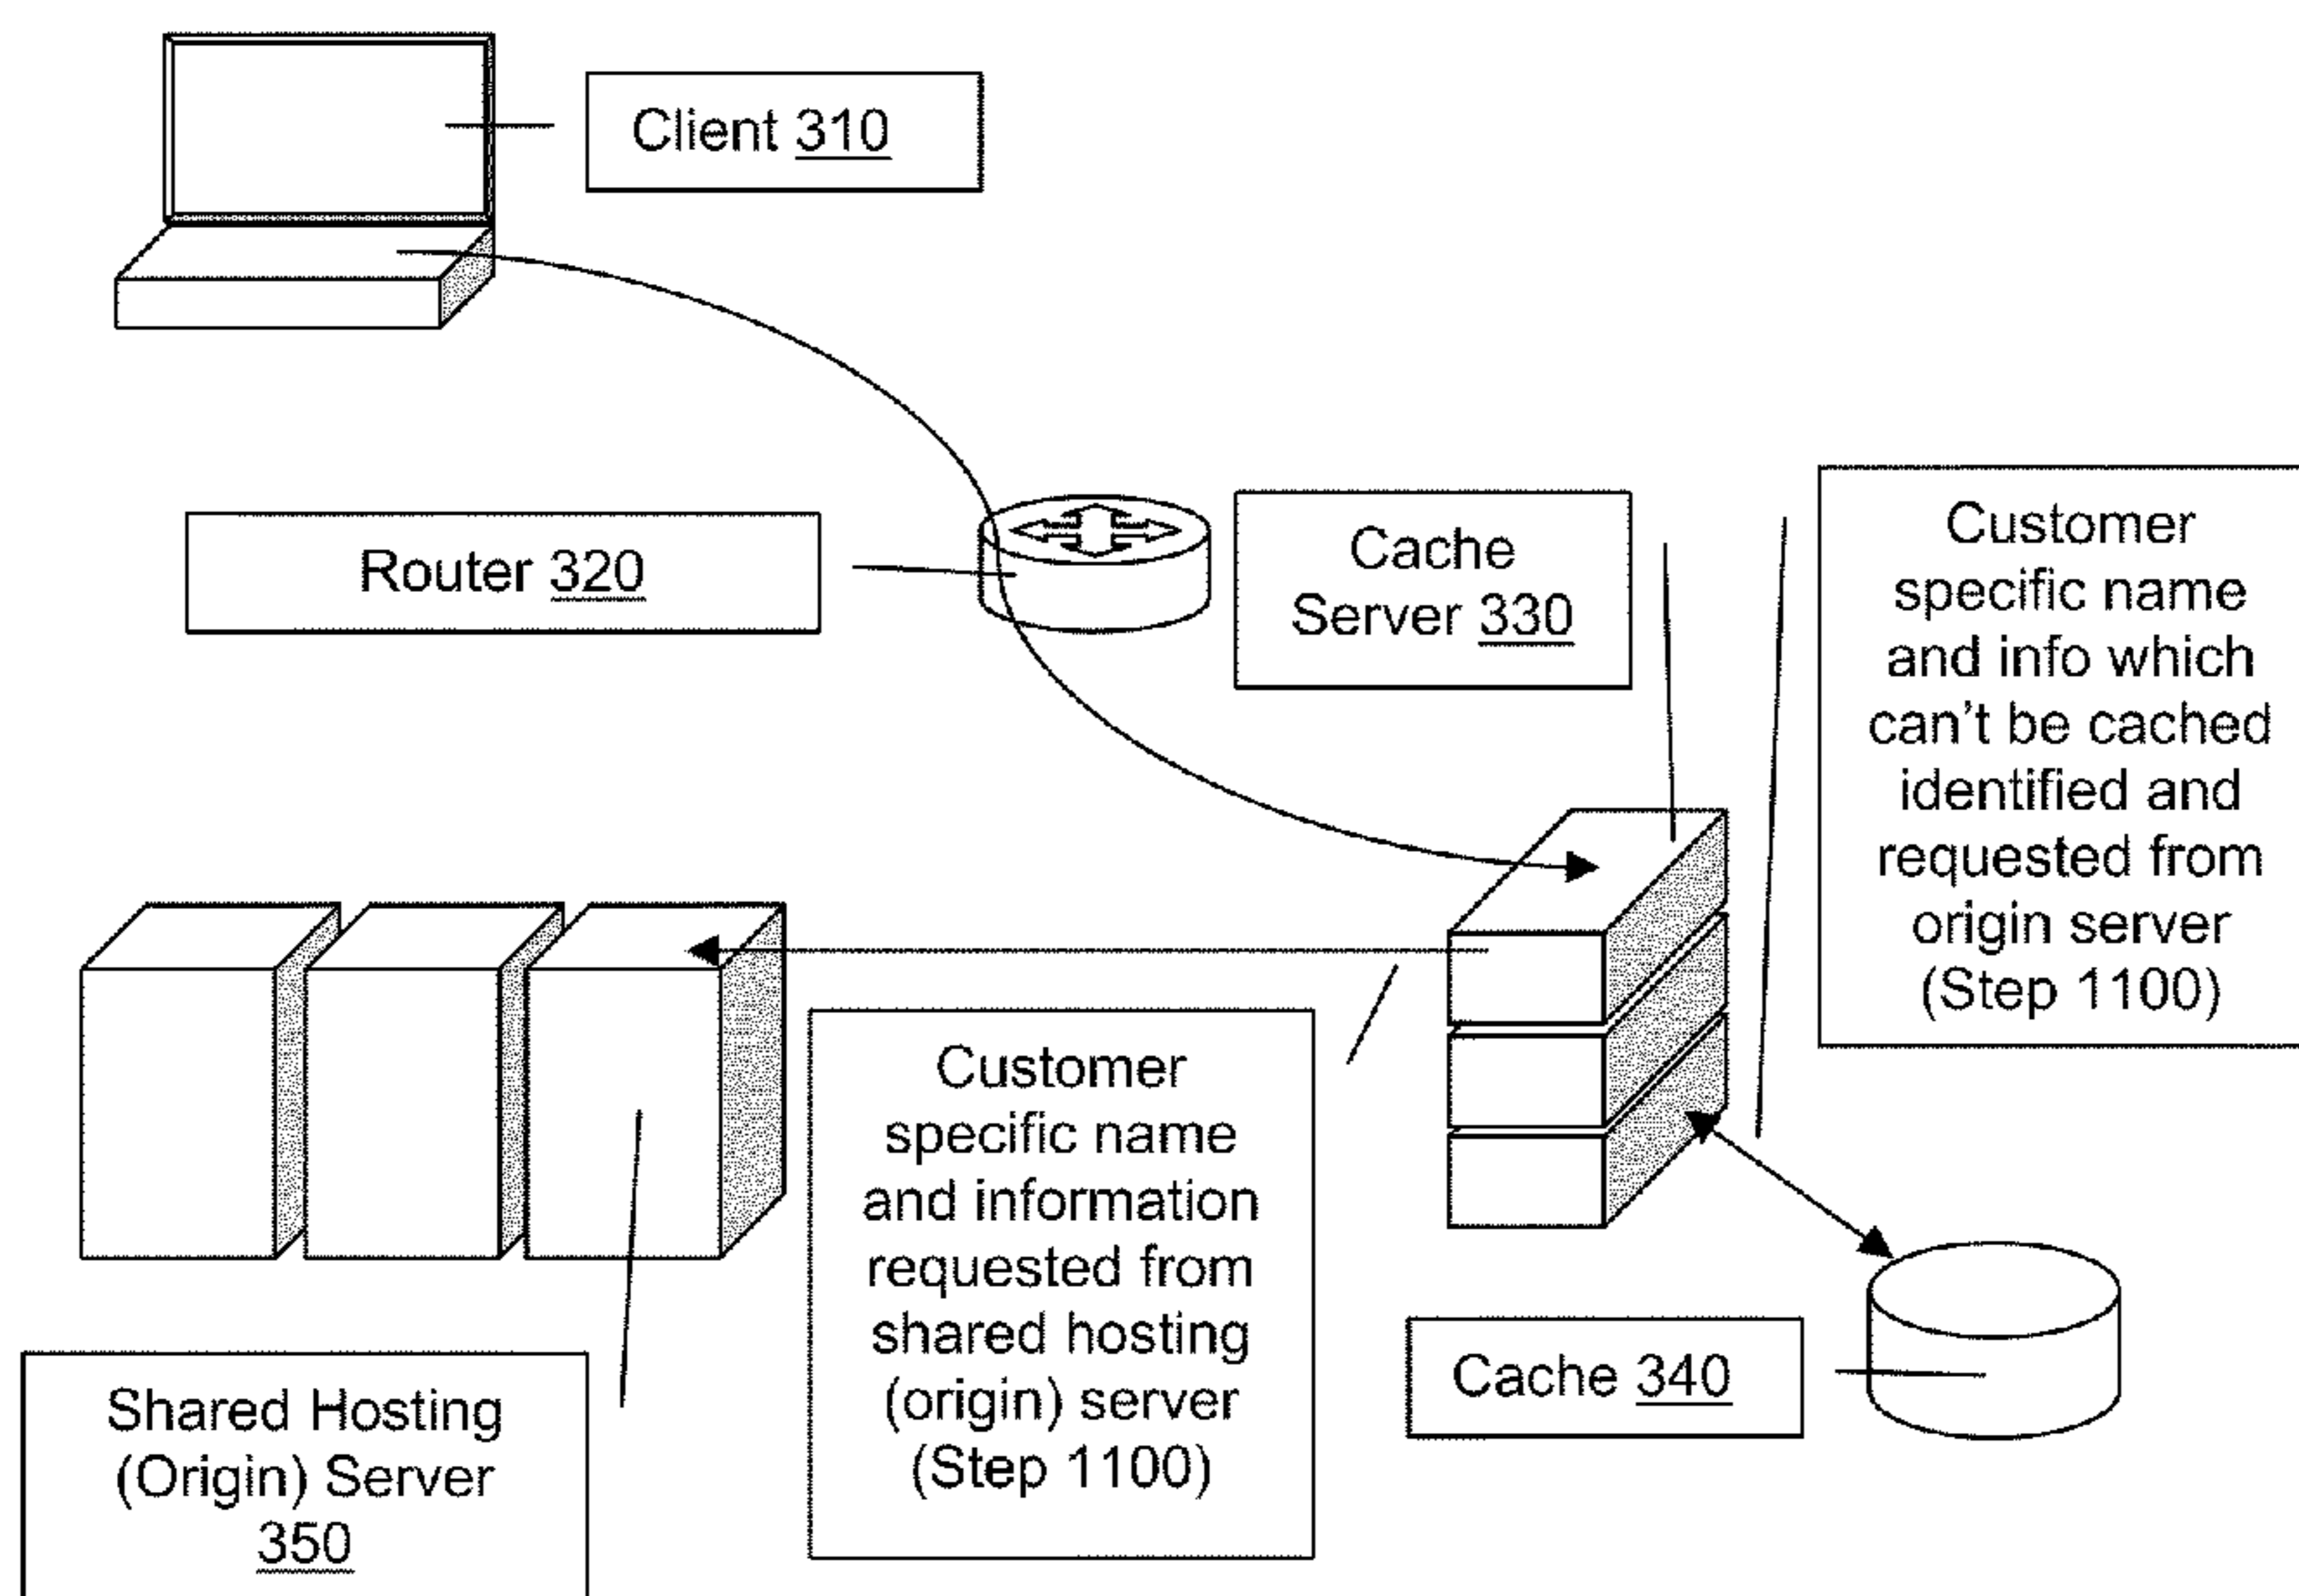 Client 310
Router 320
Cache
Server 330
Customer
specific name
and info which
can't be cached
identified and
requested from
origin server
(Step 1100)
Customer
specific name
and information
requested from
shared hosting
(origin) server
(Step 1100)
Cache 340
Shared Hosting
(Origin) Server
350